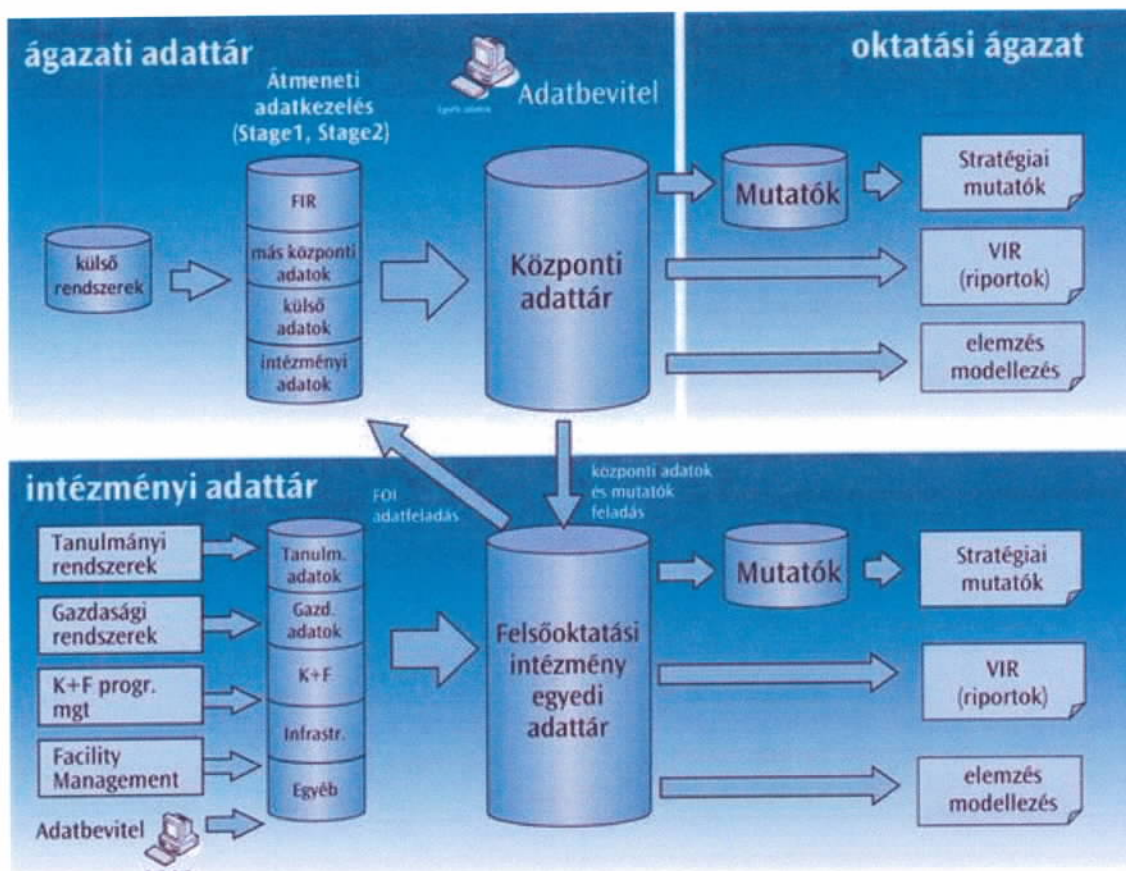 ágazati adattár
oktatási ágazat
Átmeneti
adatkezelés
(Stage1, Stage2)
Adatbevitel
FIR
más központi
adatok
külső
adatok
intézményi
adatok
külső
rendszerek
Központi
adattár
Mutatók
Stratégiai
mutatók
VIR
(riportok)
elemzés
modellezés
intézményi adattár
FOI
adatfeladás
központi adatok
és mutatók
feladás
Tanulmányi
rendszerek
Gazdasági
rendszerek
K+F progr.
mgt
Facility
Management
Adatbevitel
Tanulm.
adatok
Gazd.
adatok
K+F
Infrastr.
Egyéb
Felsőoktatási
intézmény
egyedi
adattár
Mutatók
Stratégiai
mutatók
VIR
(riportok)
elemzés
modellezés